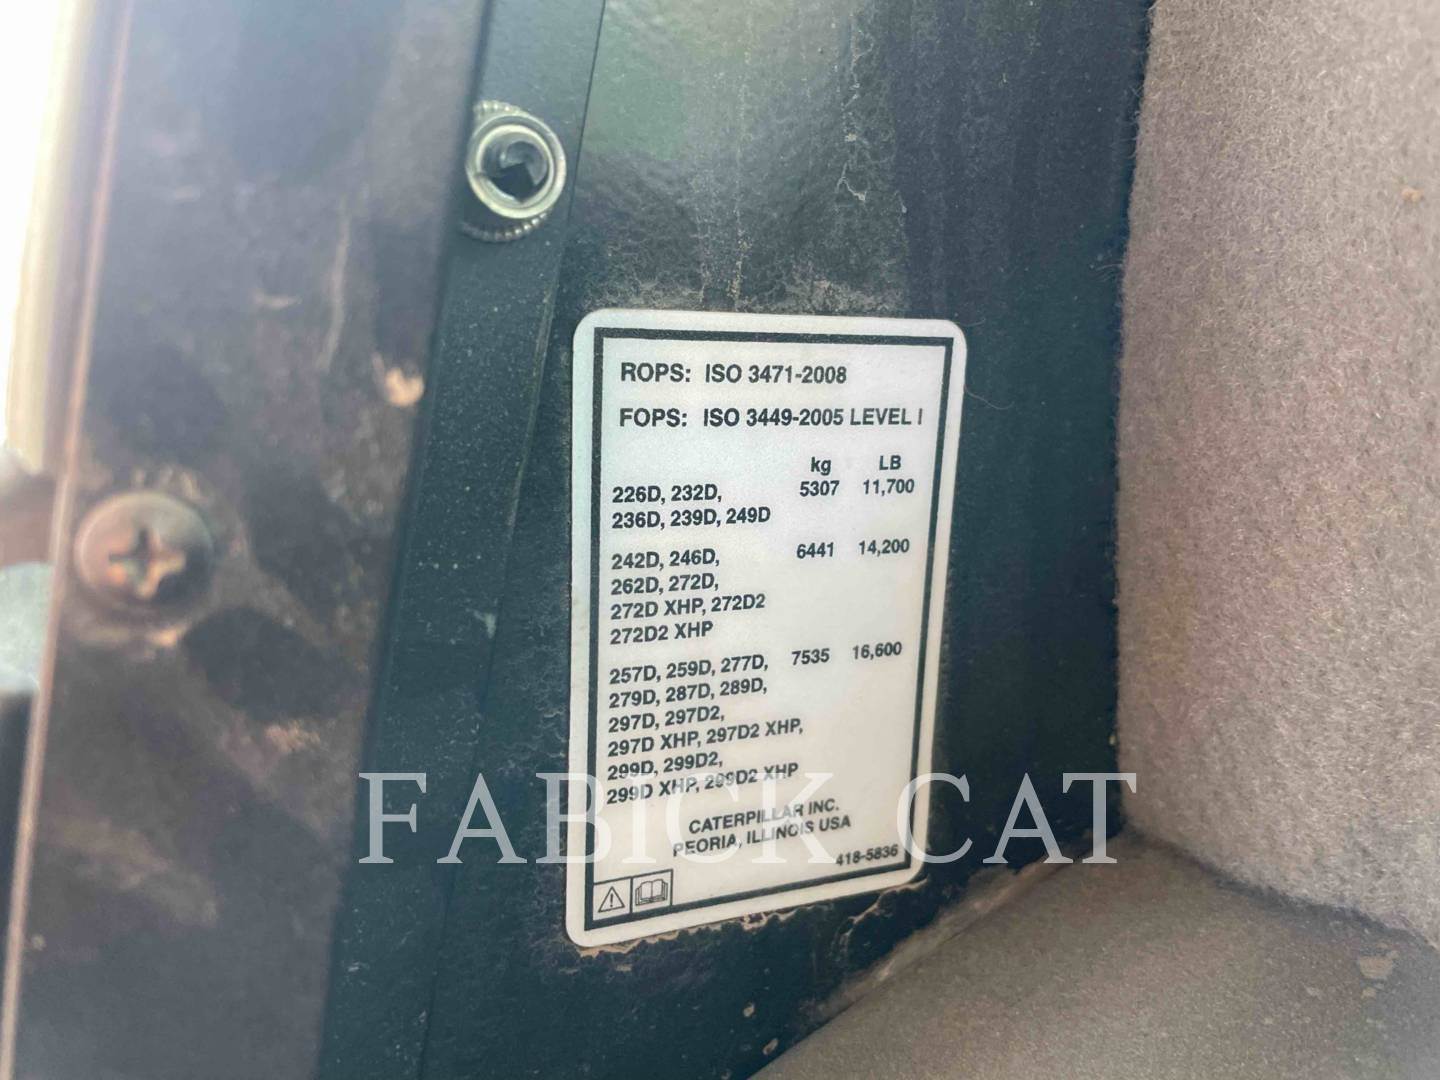 ROPS: ISO 3471-2008
FOPS: ISO 3449-2005 LEVEL I
kg LB
226D, 232D, 5307 11,700
236D, 239D, 249D
242D, 246D, 6441 14,200
262D, 272D,
272D XHP, 272D2
272D2 XHP
257D, 259D, 277D, 7535 16,600
279D, 287D, 289D,
297D, 297D2,
297D XHP, 297D2 XHP,
299D, 299D2,
299D XHP, 299D2 XHP
CATERPILLAR INC.
PEORIA, ILLINOIS USA
418-5836
FABICK CAT